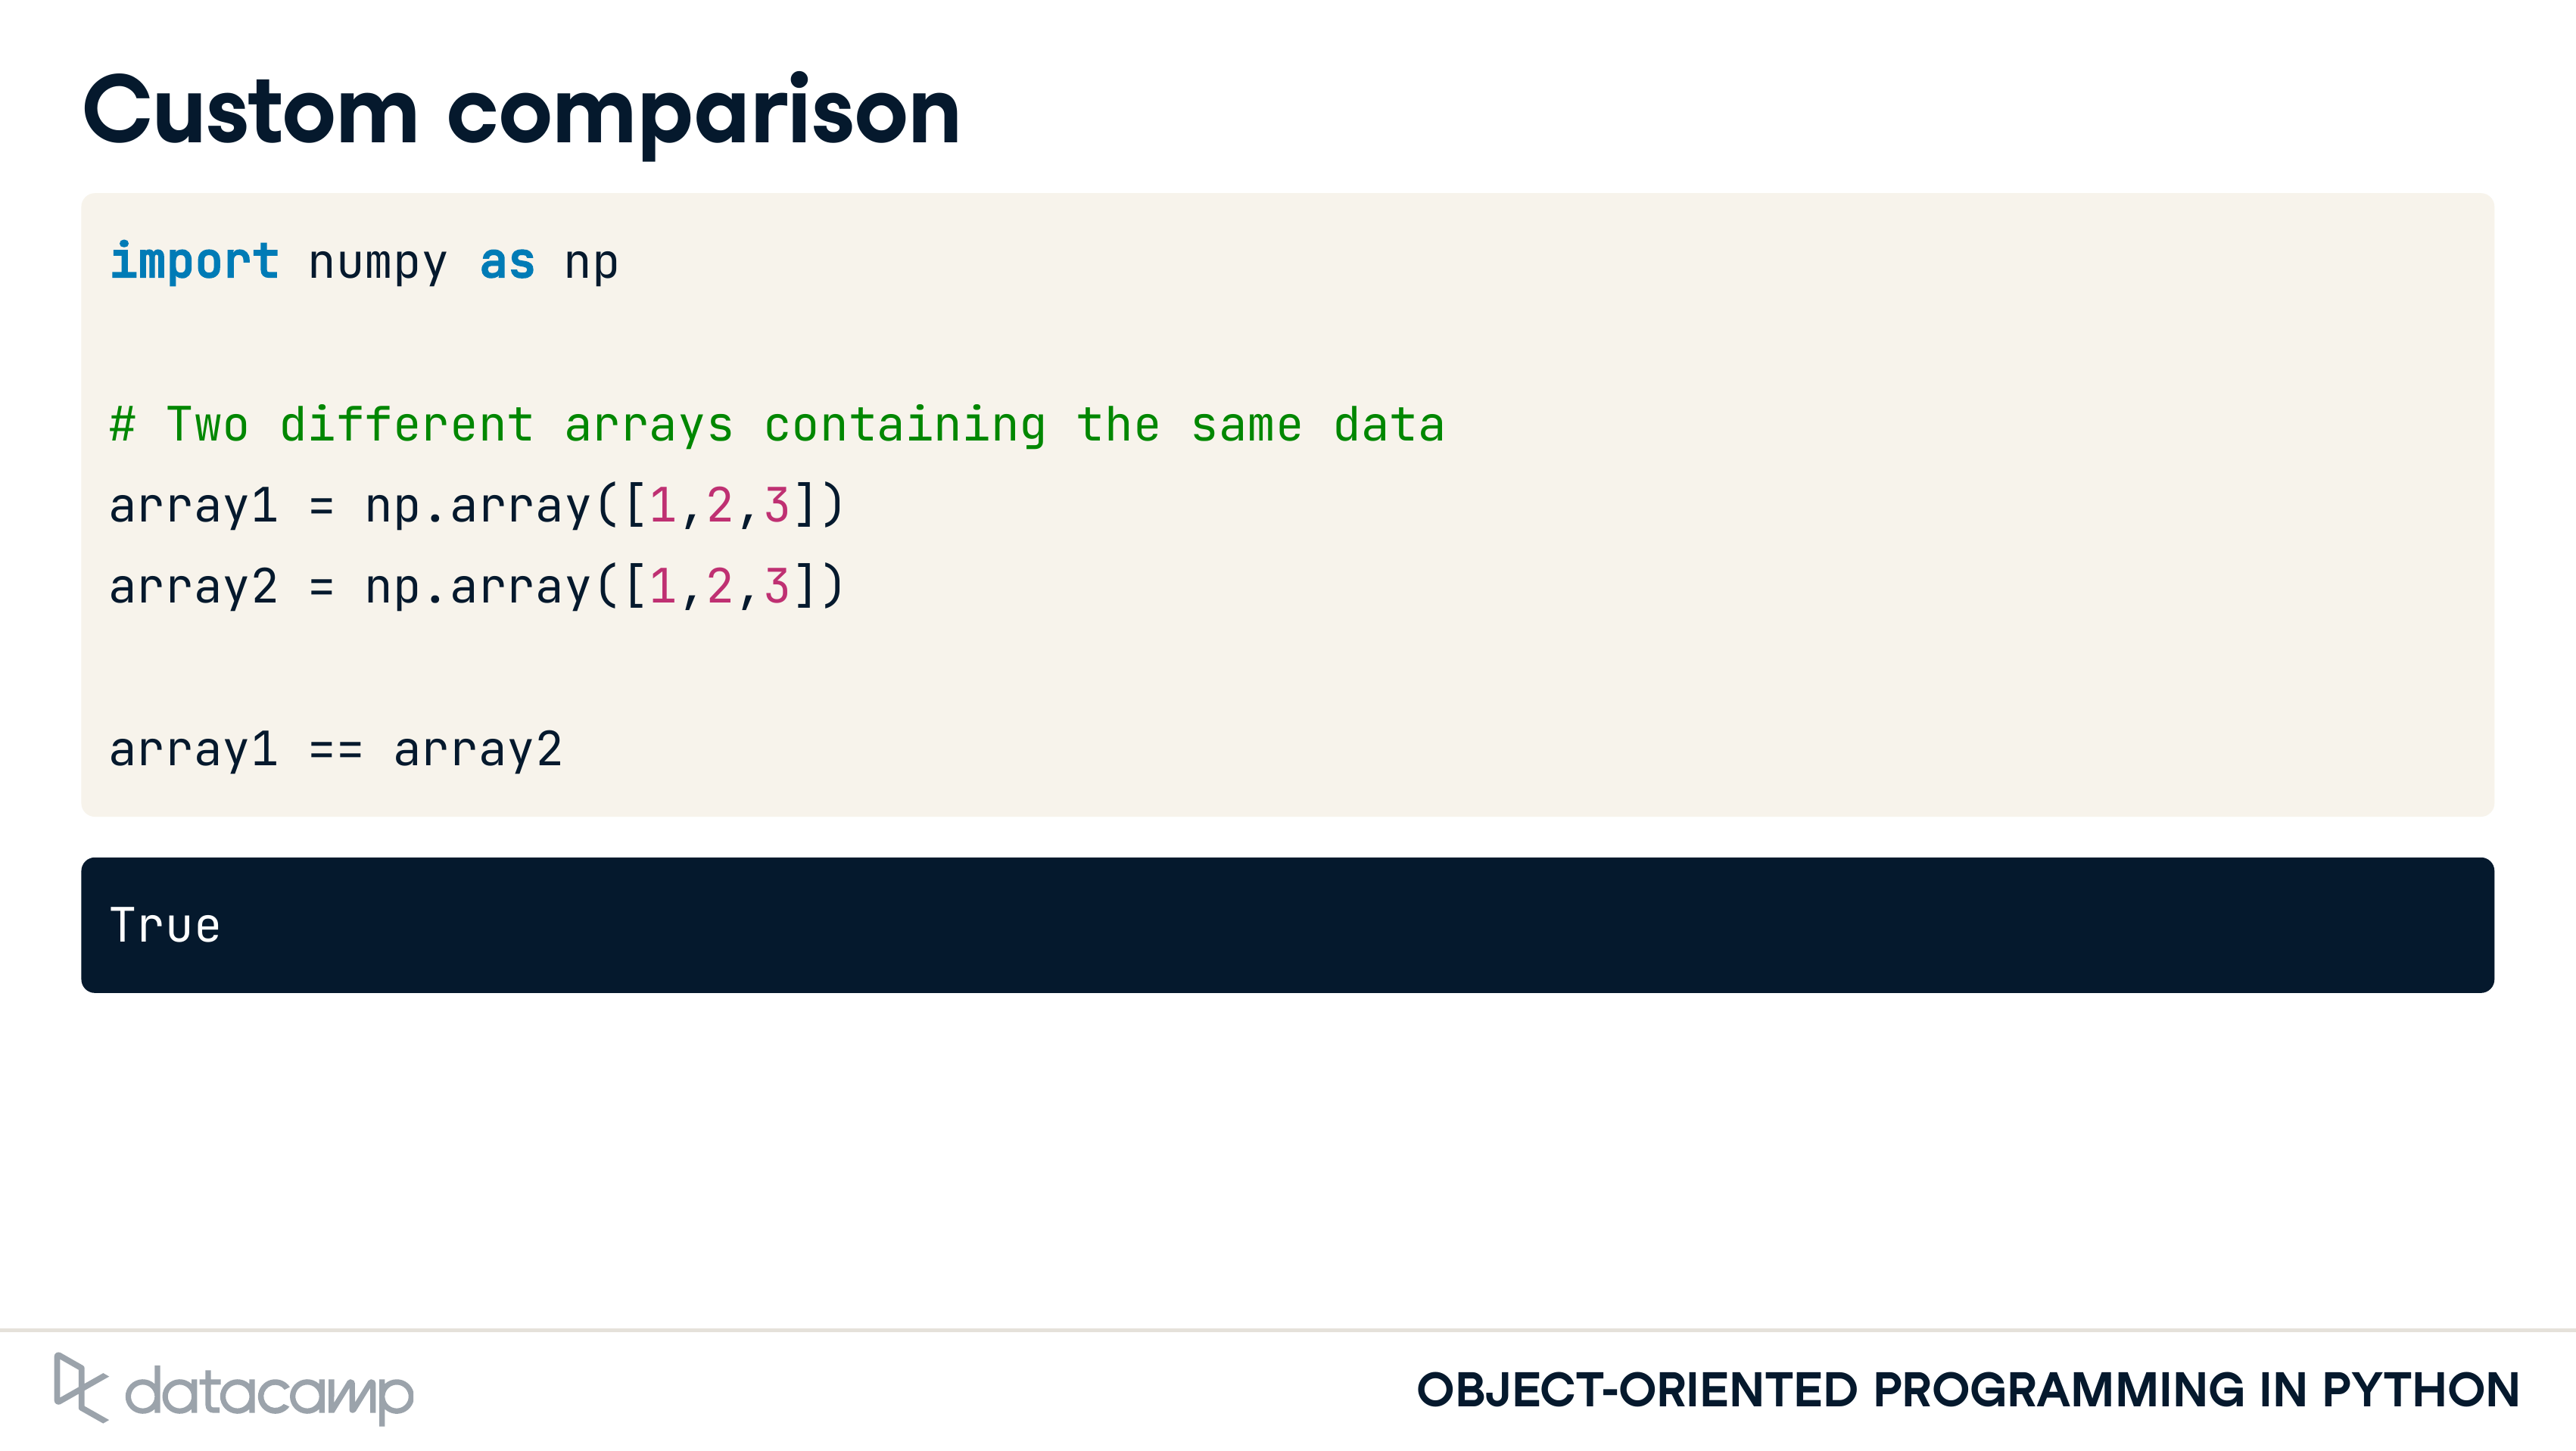 Custom comparison
import numpy as np
# Two different arrays containing the same data
array1 = np.array([1,2,3])
array2 = np.array([1,2,3])
array1 == array2
True
datacamp
OBJECT-ORIENTED PROGRAMMING IN PYTHON